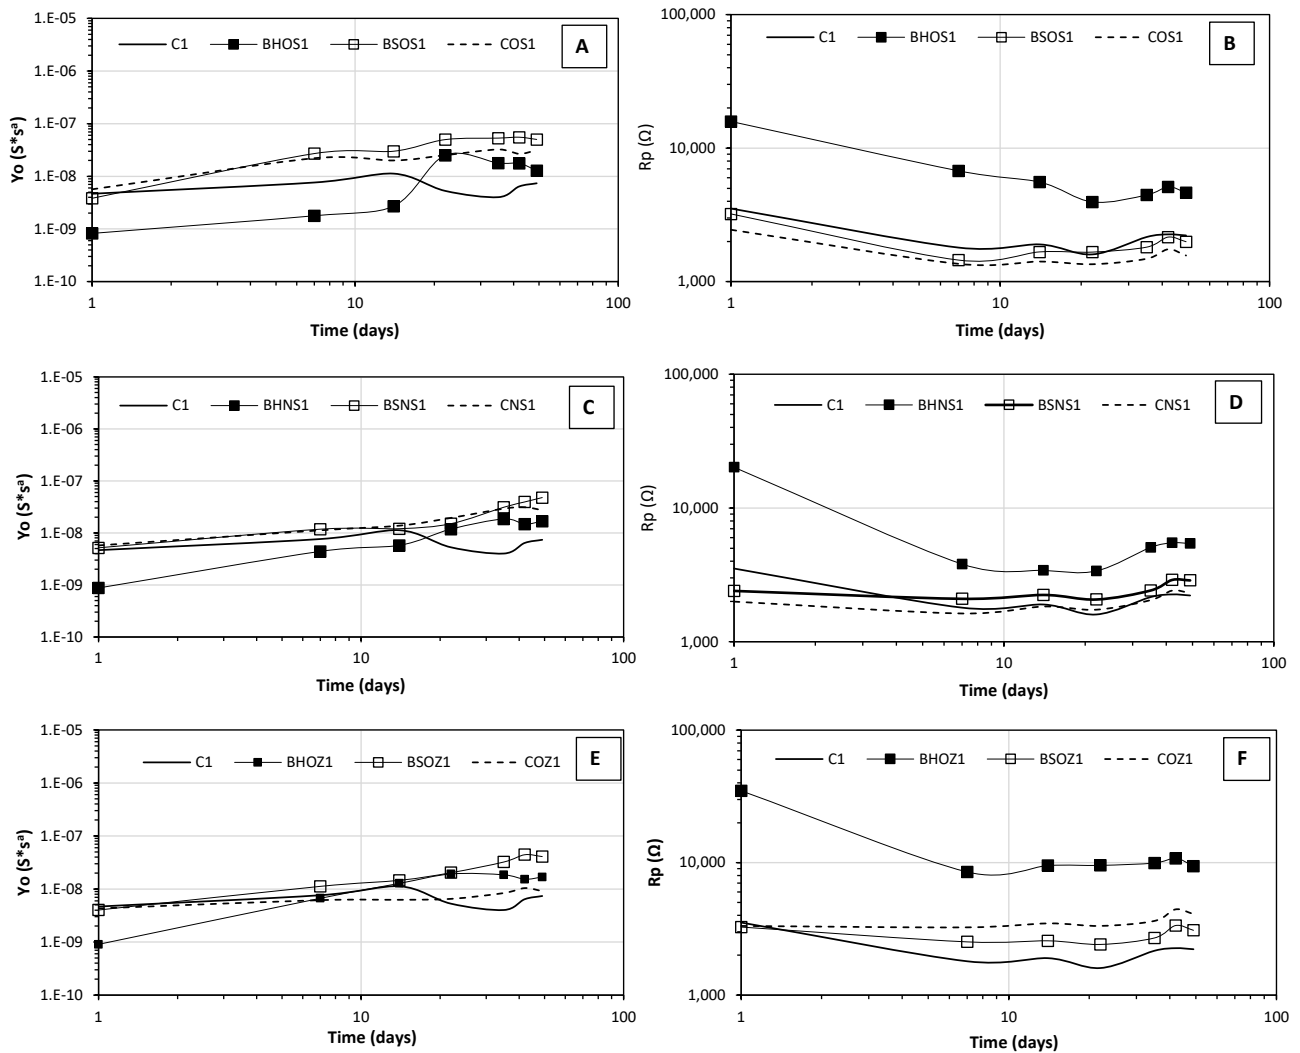 C1 BHOS1 BSOS1 COS1
A
1.E-05
1.E-06
1.E-07
1.E-08
1.E-09
1.E-10
Yo (S*sª)
1 10 100
Time (days)
C1 BHOS1 BSOS1 COS1
B
100,000
10,000
1,000
Rp (Ω)
1 10 100
Time (days)
C1 BHNS1 BSNS1 CNS1
C
1.E-05
1.E-06
1.E-07
1.E-08
1.E-09
1.E-10
Yo (S*sª)
1 10 100
Time (days)
C1 BHNS1 BSNS1 CNS1
D
100,000
10,000
1,000
Rp (Ω)
1 10 100
Time (days)
C1 BHOZ1 BSOZ1 COZ1
E
1.E-05
1.E-06
1.E-07
1.E-08
1.E-09
1.E-10
Yo (S*sª)
1 10 100
Time (days)
C1 BHOZ1 BSOZ1 COZ1
F
100,000
10,000
1,000
Rp (Ω)
1 10 100
Time (days)